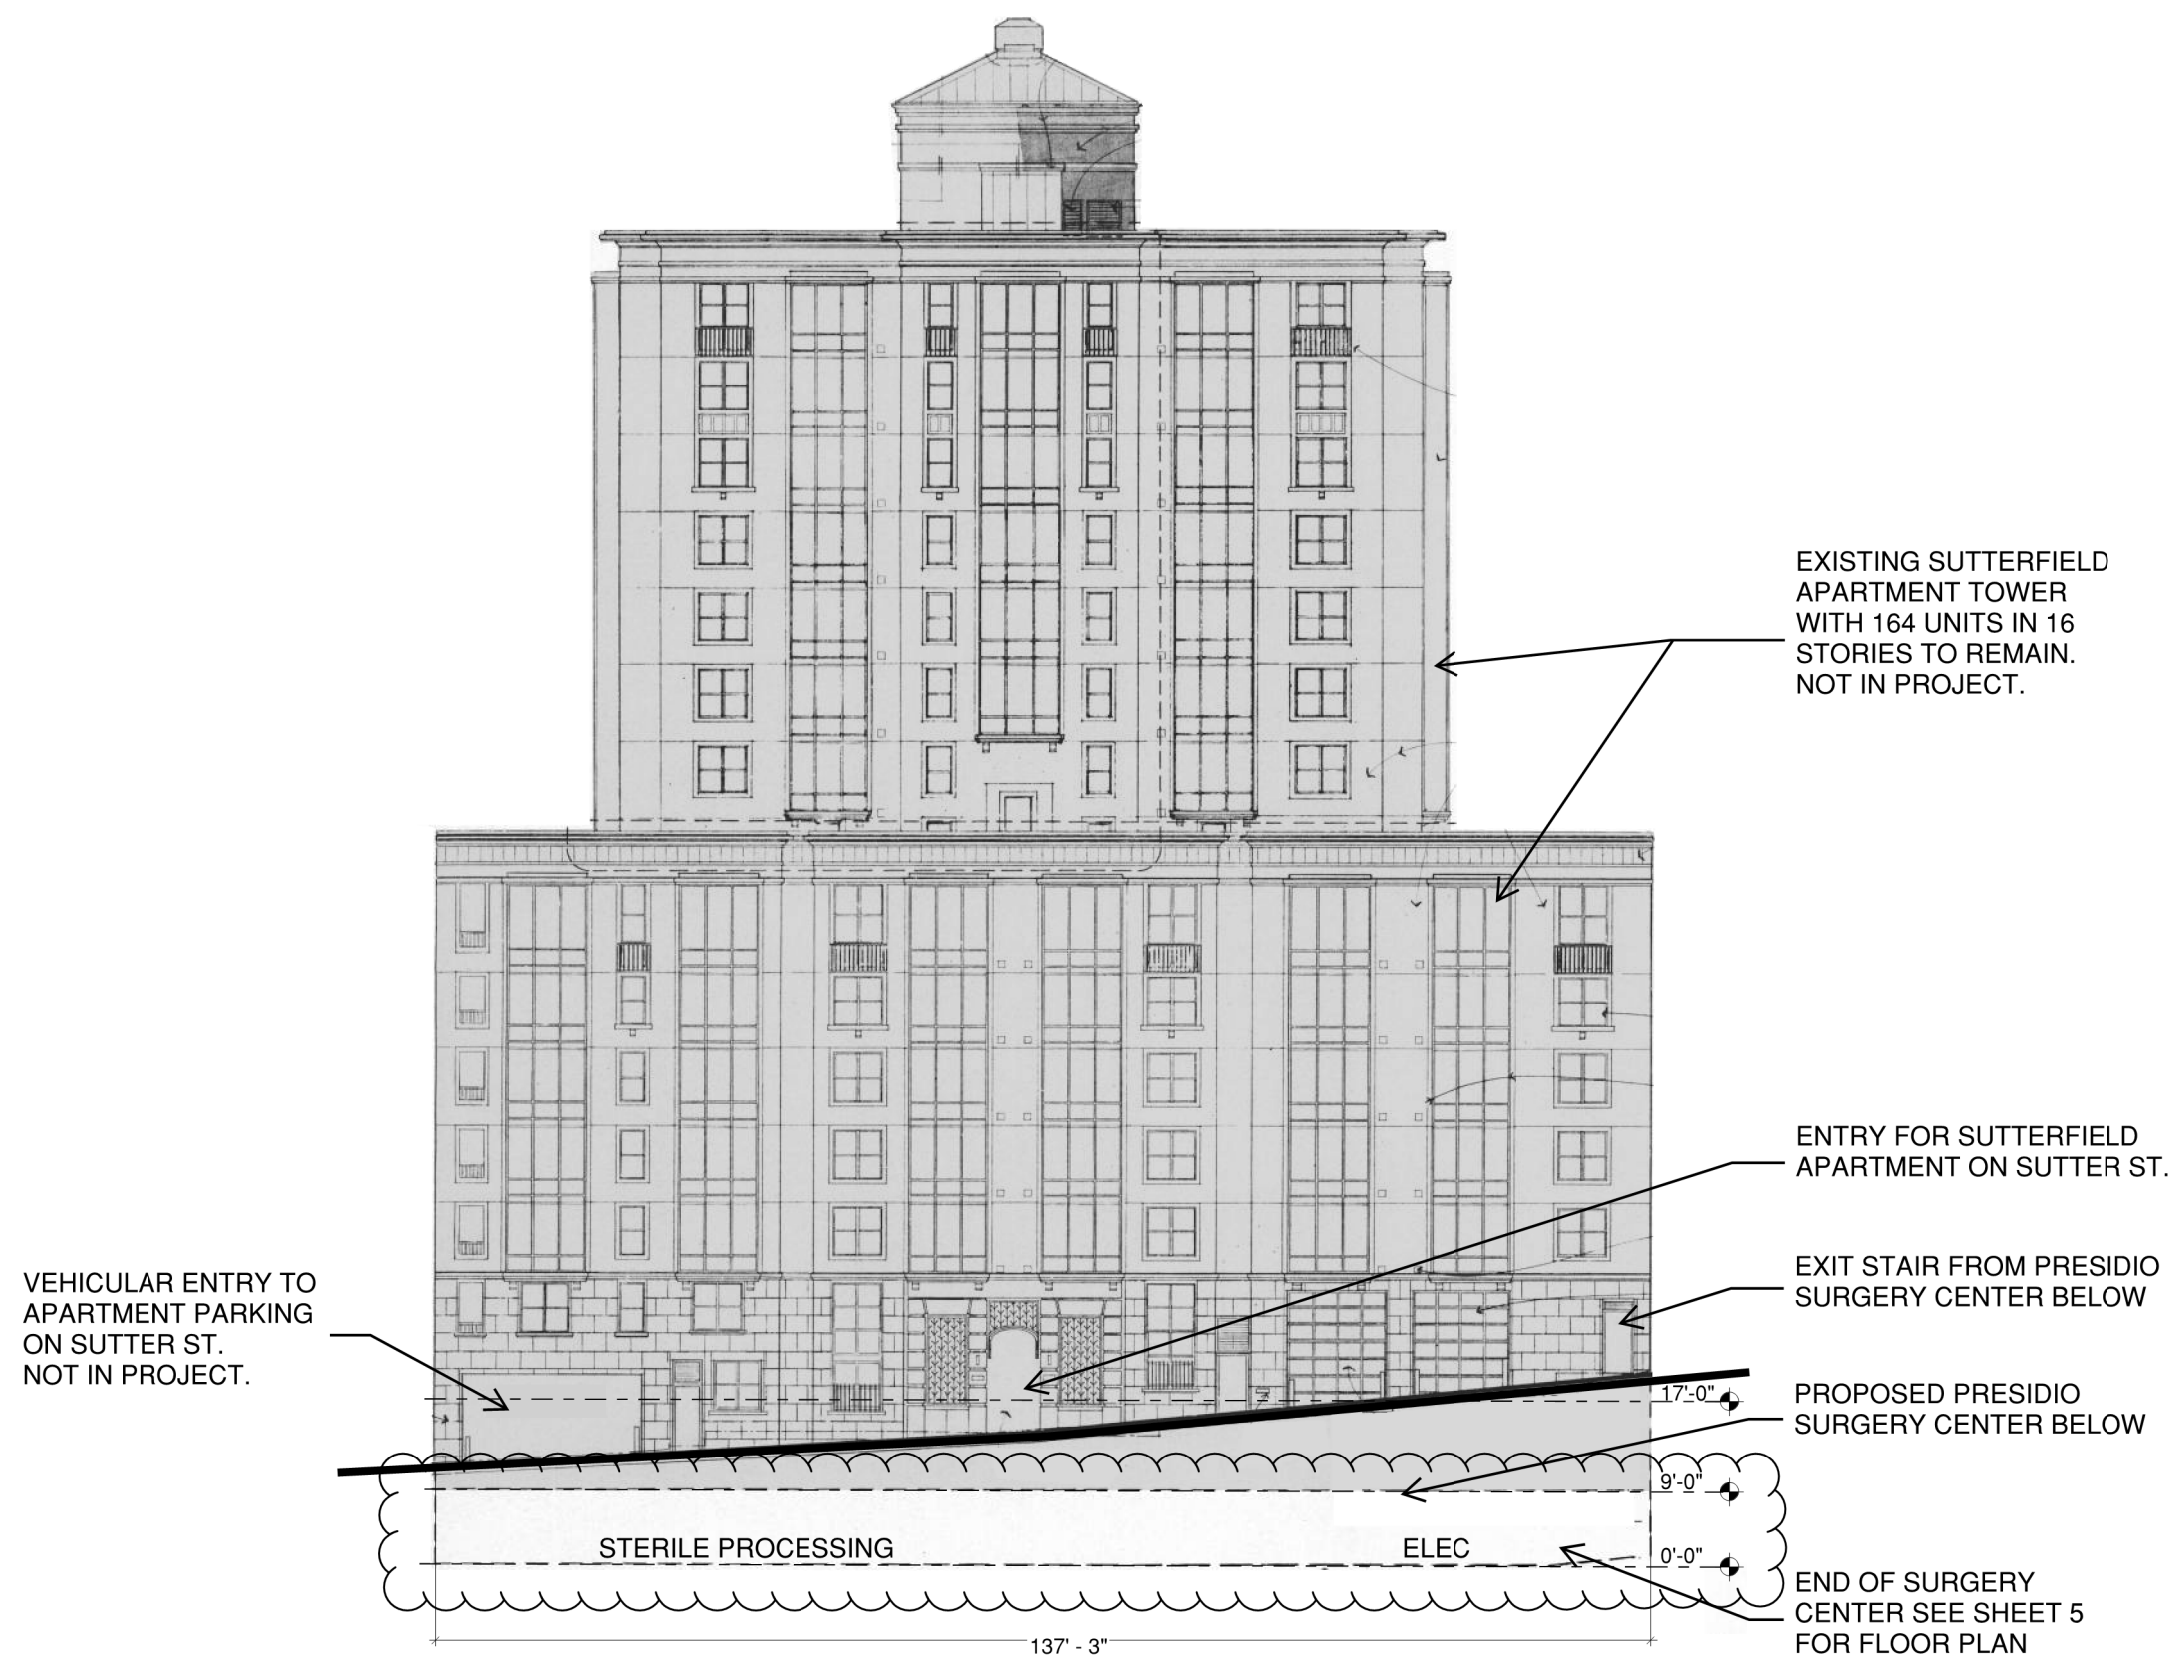 EXISTING SUTTERFIELD
APARTMENT TOWER
WITH 164 UNITS IN 16
STORIES TO REMAIN.
NOT IN PROJECT.
ENTRY FOR SUTTERFIELD
APARTMENT ON SUTTER ST.
VEHICULAR ENTRY TO
APARTMENT PARKING
ON SUTTER ST.
NOT IN PROJECT.
EXIT STAIR FROM PRESIDIO
SURGERY CENTER BELOW
17'-0"
PROPOSED PRESIDIO
SURGERY CENTER BELOW
9'-0"
STERILE PROCESSING
ELEC
0'-0"
END OF SURGERY
CENTER SEE SHEET 5
FOR FLOOR PLAN
137' - 3"